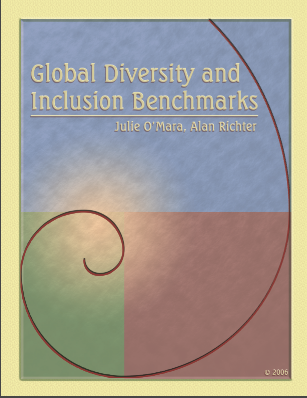 Global Diversity and
Inclusion Benchmarks
Julie O'Mara, Alan Richter
© 2006